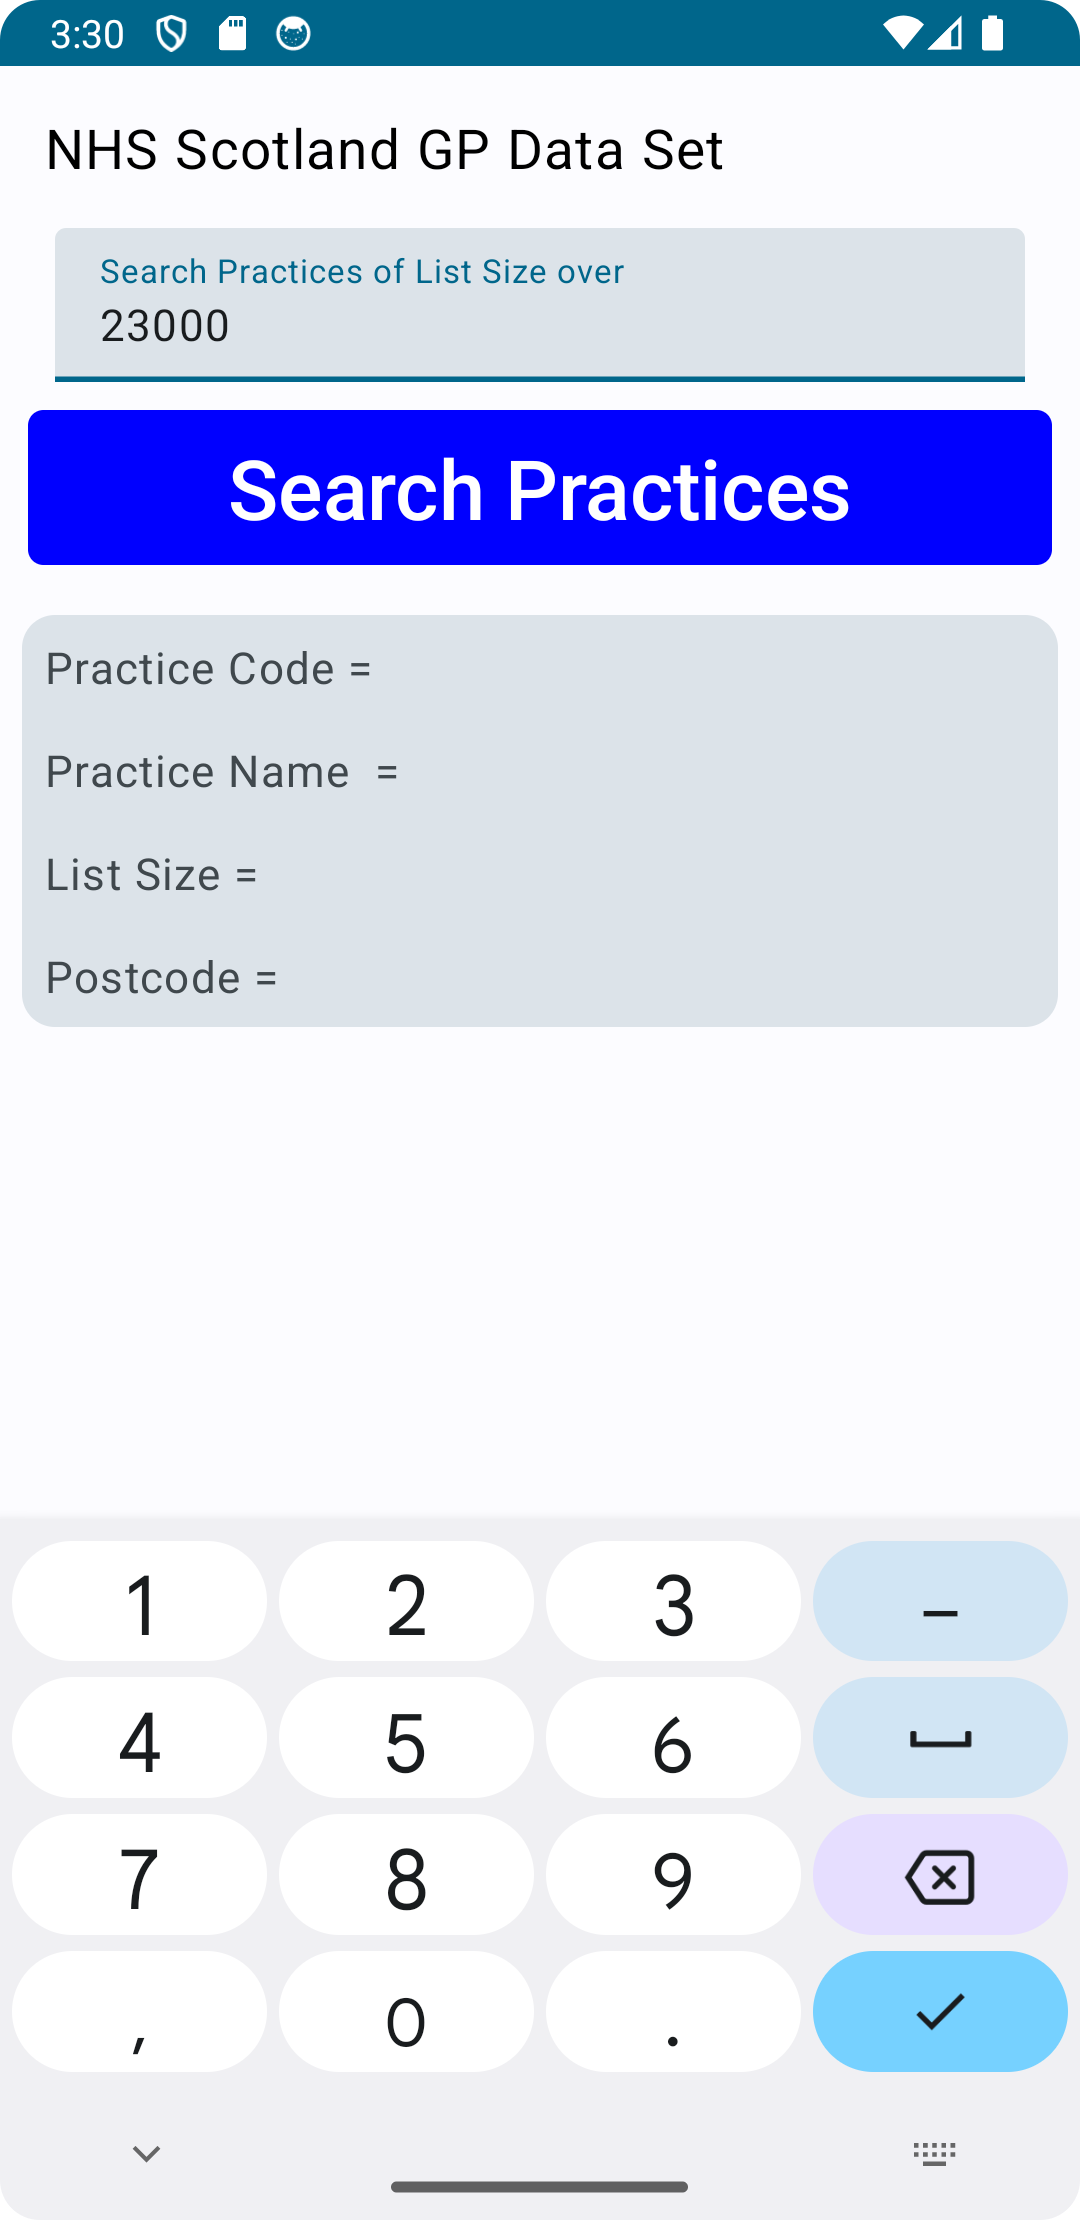 3:30
NHS Scotland GP Data Set
Search Practices of List Size over
23000
Search Practices
Practice Code =
Practice Name  =
List Size =
Postcode =
1 2 3 –
4 5 6
7 8 9
, 0 .